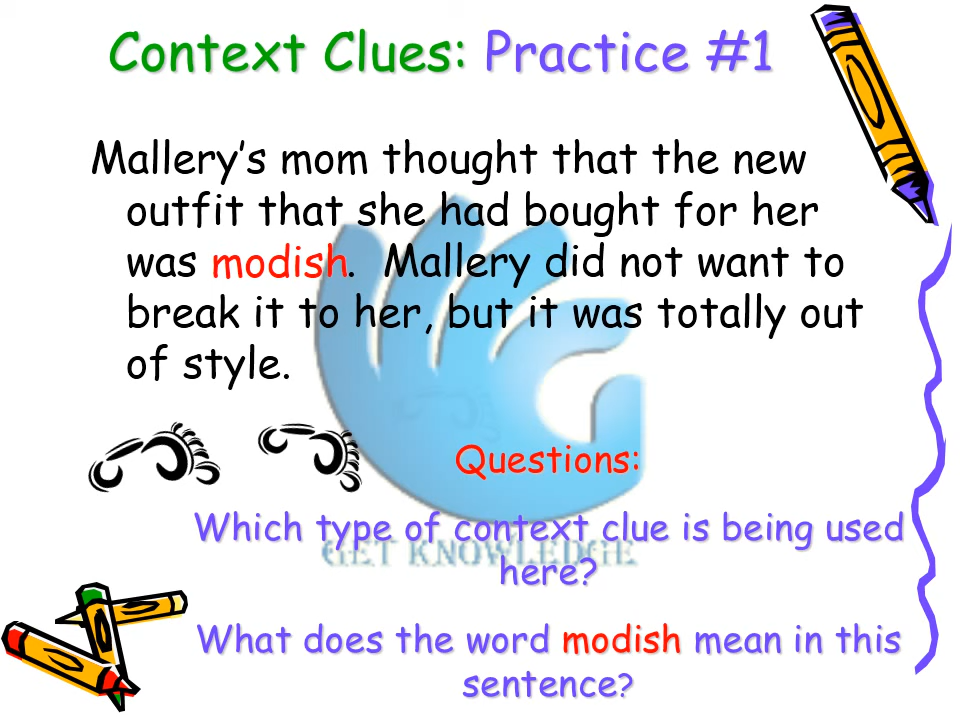 Context Clues: Practice #1
Mallery's mom thought that the new
outfit that she had bought for her
was modish.  Mallery did not want to
break it to her, but it was totally out
of style.
Questions:
Which type of context clue is being used
here?
GET KNOWLEDGE
What does the word modish mean in this
sentence?